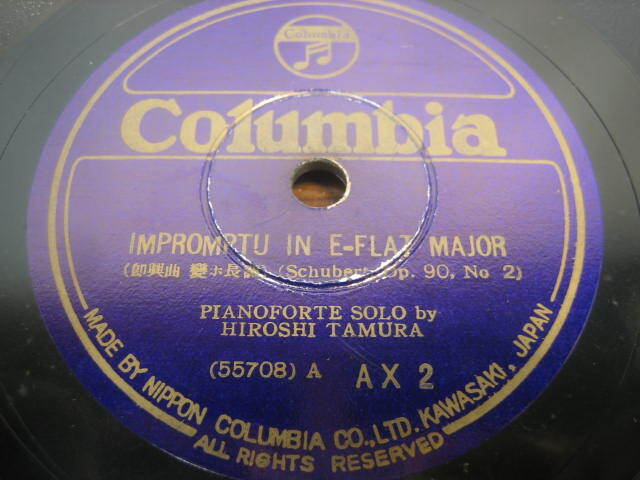 Columbia
Columbia
IMPROMPTU IN E-FLAT MAJOR
(即興曲 變ホ長調) (Schubert, Op. 90, No 2)
PIANOFORTE SOLO by
HIROSHI TAMURA
(55708) A AX 2
MADE BY NIPPON COLUMBIA CO., LTD. KAWASAKI, JAPAN
ALL RIGHTS RESERVED